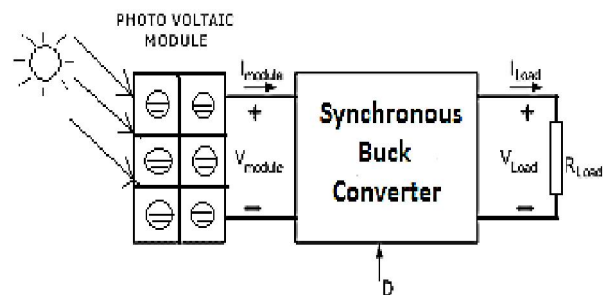 PHOTO VOLTAIC
MODULE
Imodule
ILoad
+
+
Synchronous
Buck
Converter
Vmodule
VLoad
RLoad
–
–
D